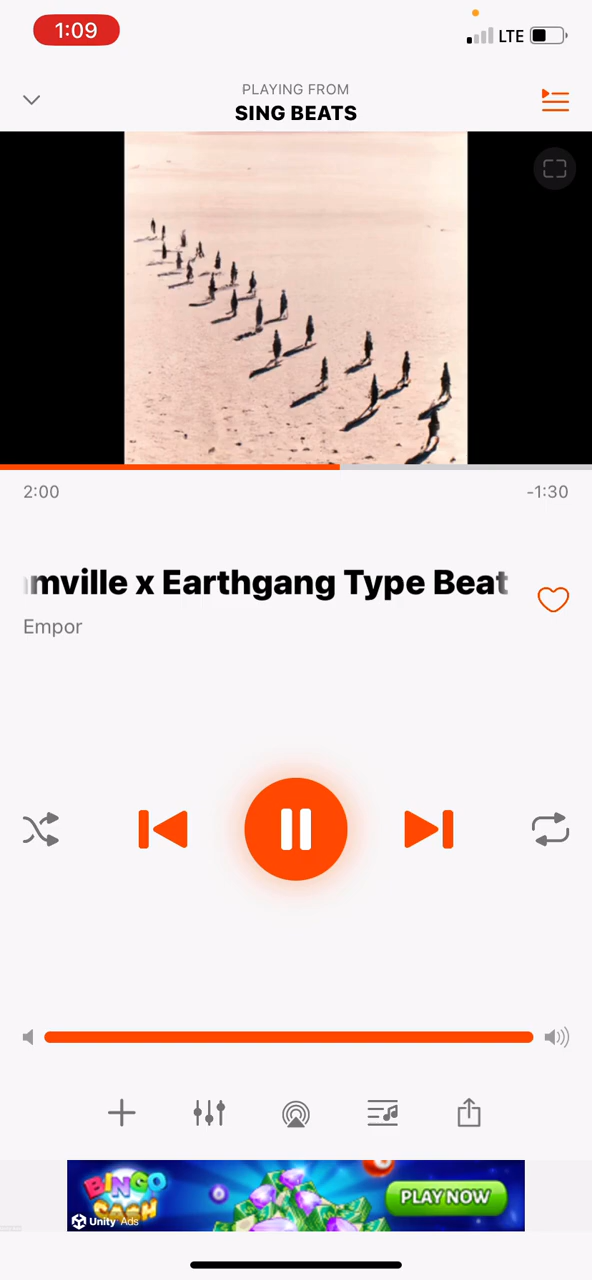 1:09
LTE
PLAYING FROM
SING BEATS
2:00
-1:30
mville x Earthgang Type Beat
Empor
BINGO
CASH
PLAY NOW
Unity Ads